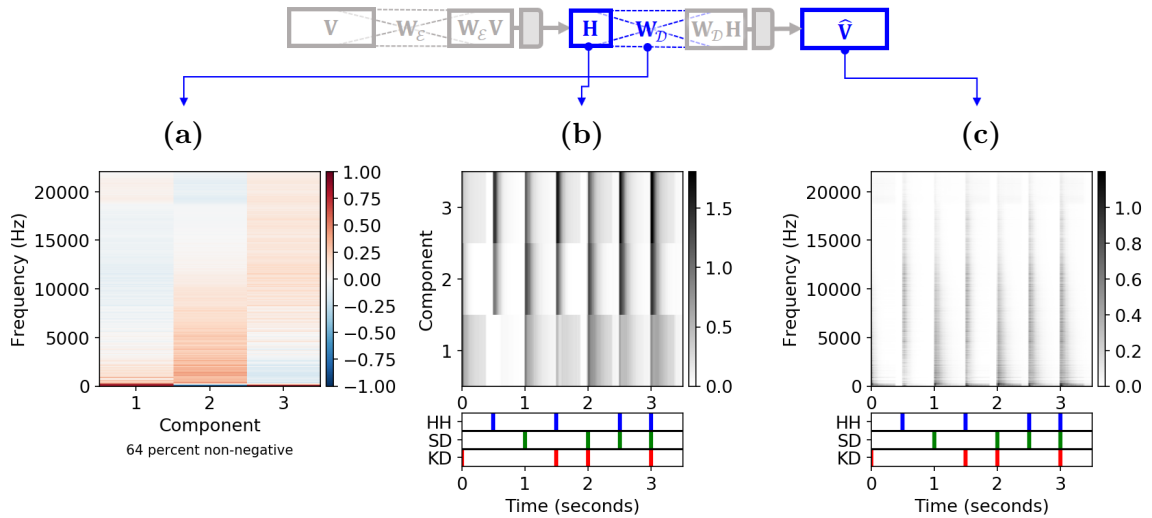 V W_ℰ W_ℰ V H W_𝒟 W_𝒟 H V̂
(a) (b) (c)
Frequency (Hz)
20000
15000
10000
5000
0
1 2 3
Component
64 percent non-negative
1.00
0.75
0.50
0.25
0.00
−0.25
−0.50
−0.75
−1.00
Component
3
2
1
0 1 2 3
1.5
1.0
0.5
0.0
HH
SD
KD
0 1 2 3
Time (seconds)
Frequency (Hz)
20000
15000
10000
5000
0
1.0
0.8
0.6
0.4
0.2
0.0
HH
SD
KD
0 1 2 3
Time (seconds)